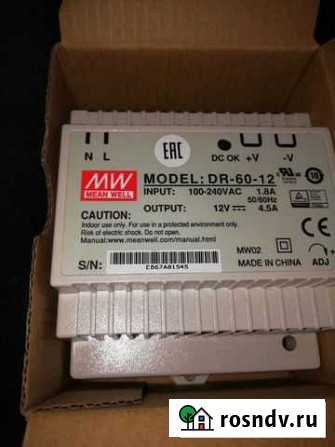 N L
EAC
DC OK +V -V
MW
MEAN WELL
MODEL: DR-60-12
INPUT: 100-240VAC 1.8A
50/60Hz
OUTPUT: 12V 4.5A
CAUTION:
Indoor use only. For use in a protected environment only.
Risk of electric shock. Do not open.
Manual:www.meanwell.com/manual.html
MW02
S/N:
EB67A81545
MADE IN CHINA
ADJ
rosndv.ru